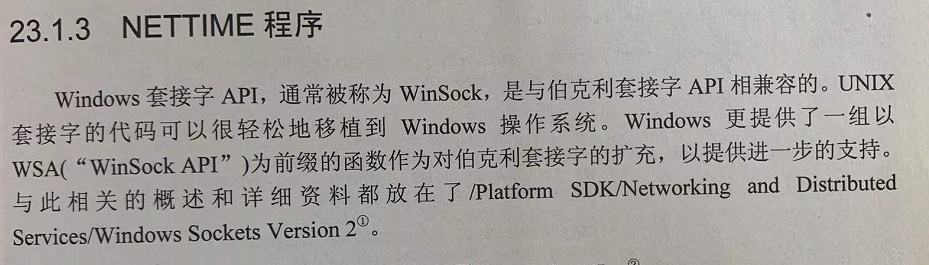 23.1.3 NETTIME 程序
Windows 套接字 API，通常被称为 WinSock，是与伯克利套接字 API 相兼容的。UNIX
套接字的代码可以很轻松地移植到 Windows 操作系统。Windows 更提供了一组以
WSA(“WinSock API”)为前缀的函数作为对伯克利套接字的扩充，以提供进一步的支持。
与此相关的概述和详细资料都放在了/Platform SDK/Networking and Distributed
Services/Windows Sockets Version 2①。